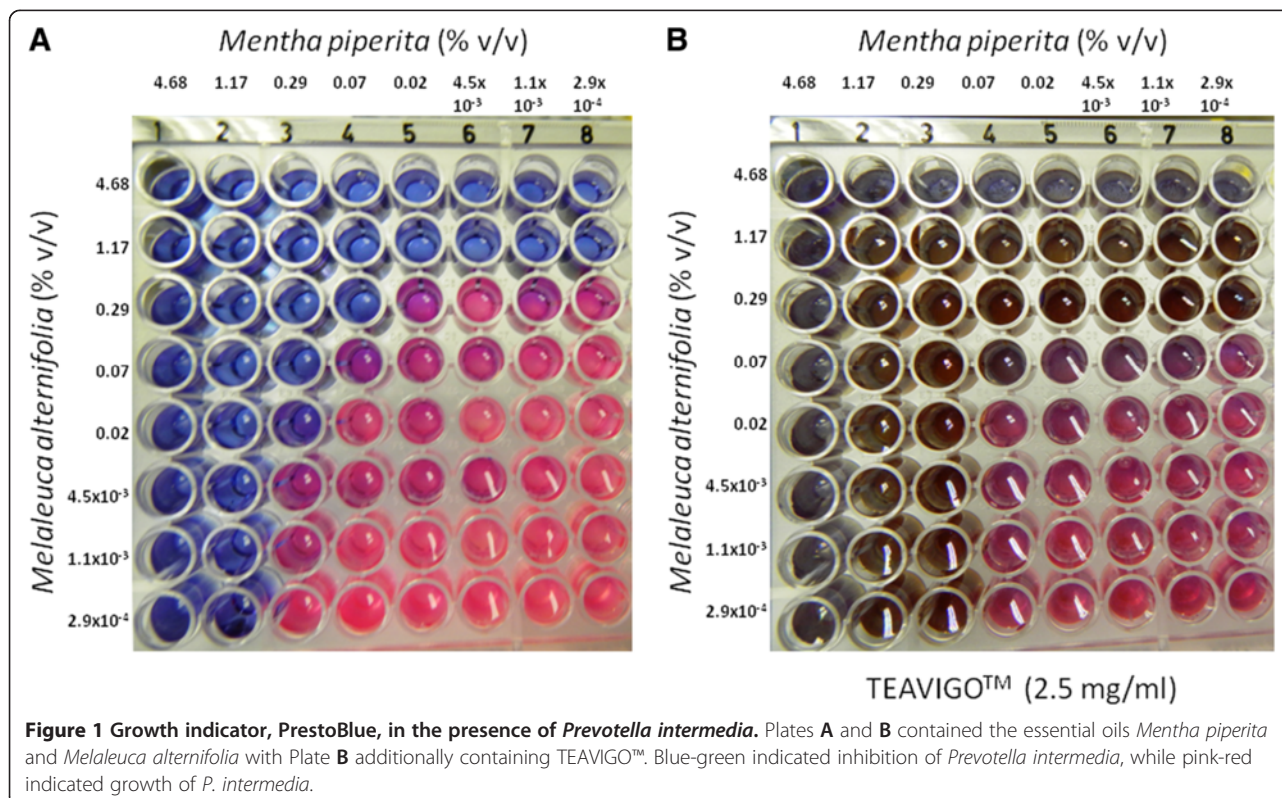 A
Mentha piperita (% v/v)
4.68 1.17 0.29 0.07 0.02 4.5x 10⁻³ 1.1x 10⁻³ 2.9x 10⁻⁴
1 2 3 4 5 6 7 8
Melaleuca alternifolia (% v/v)
4.68
1.17
0.29
0.07
0.02
4.5x10⁻³
1.1x10⁻³
2.9x10⁻⁴
B
Mentha piperita (% v/v)
4.68 1.17 0.29 0.07 0.02 4.5x 10⁻³ 1.1x 10⁻³ 2.9x 10⁻⁴
1 2 3 4 5 6 7 8
Melaleuca alternifolia (% v/v)
4.68
1.17
0.29
0.07
0.02
4.5x10⁻³
1.1x10⁻³
2.9x10⁻⁴
TEAVIGO™ (2.5 mg/ml)
Figure 1 Growth indicator, PrestoBlue, in the presence of Prevotella intermedia. Plates A and B contained the essential oils Mentha piperita
and Melaleuca alternifolia with Plate B additionally containing TEAVIGO™. Blue-green indicated inhibition of Prevotella intermedia, while pink-red
indicated growth of P. intermedia.